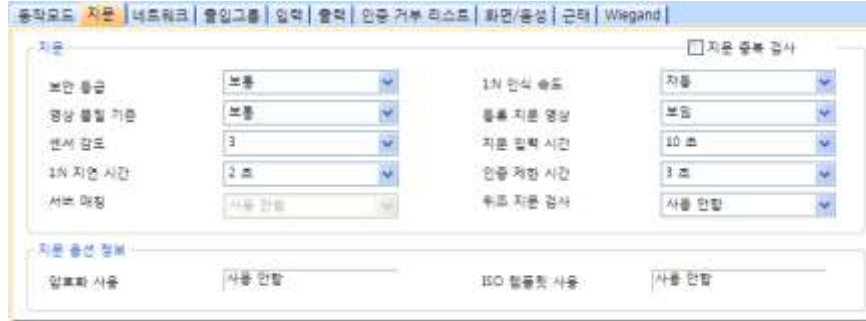 동작모드 지문 네트워크 출입그룹 입력 출력 인증 거부 리스트 화면/음성 근태 Wiegand
지문 지문 중복 검사
보안 등급 보통 1:N 인식 속도 자동
영상 품질 기준 보통 등록 지문 영상 보임
센서 감도 3 지문 입력 시간 10 초
1:N 지연 시간 2 초 인증 제한 시간 3 초
서버 매칭 사용 안함 위조 지문 검사 사용 안함
지문 옵션 정보
암호화 사용 사용 안함 ISO 템플릿 사용 사용 안함